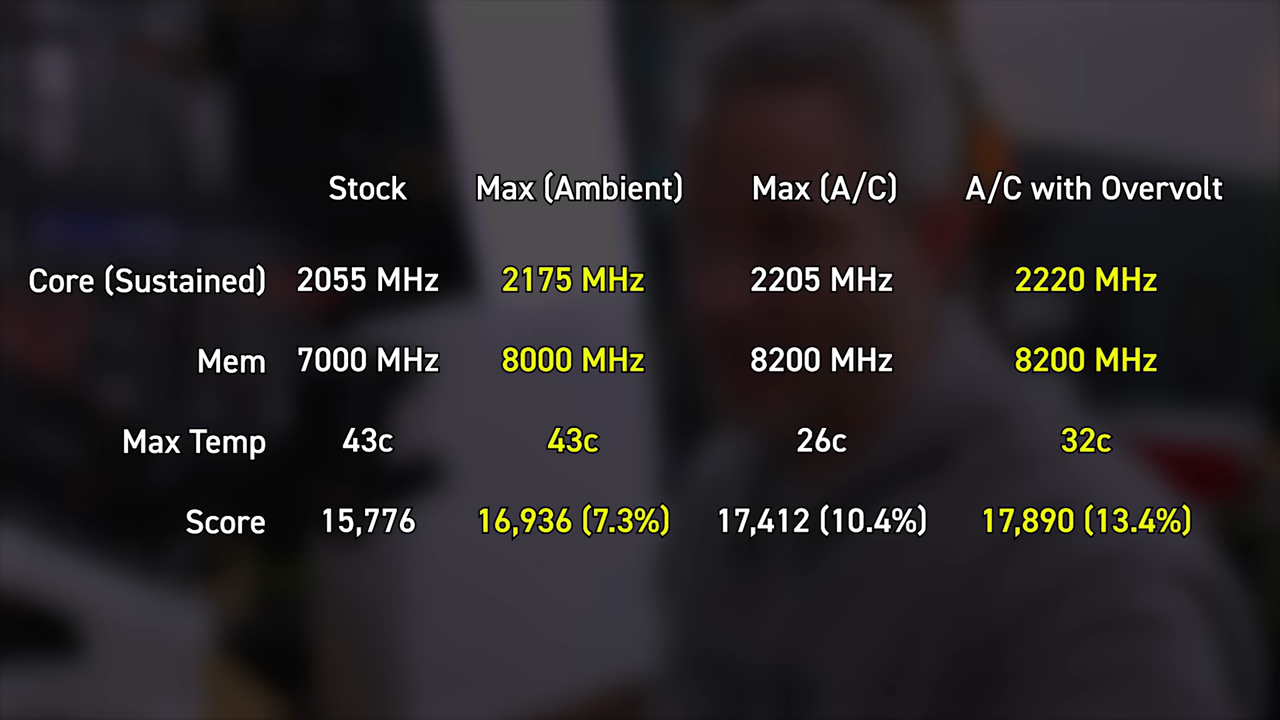 Stock Max (Ambient) Max (A/C) A/C with Overvolt
Core (Sustained) 2055 MHz 2175 MHz 2205 MHz 2220 MHz
Mem 7000 MHz 8000 MHz 8200 MHz 8200 MHz
Max Temp 43c 43c 26c 32c
Score 15,776 16,936 (7.3%) 17,412 (10.4%) 17,890 (13.4%)